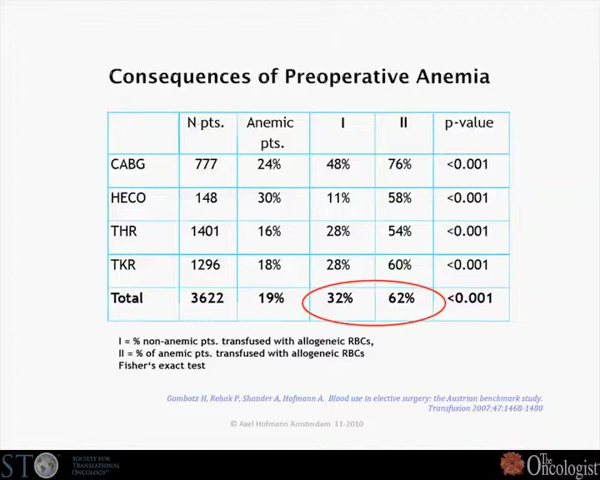 Consequences of Preoperative Anemia
N pts. Anemic pts. I II p-value
CABG 777 24% 48% 76% <0.001
HECO 148 30% 11% 58% <0.001
THR 1401 16% 28% 54% <0.001
TKR 1296 18% 28% 60% <0.001
Total 3622 19% 32% 62% <0.001
I = % non-anemic pts. transfused with allogeneic RBCs,
II = % of anemic pts. transfused with allogeneic RBCs
Fisher's exact test
Gombotz H, Rehak P, Shander A, Hofmann A. Blood use in elective surgery: the Austrian benchmark study.
Transfusion 2007;47:1468-1480
© Axel Hofmann Amsterdam 11-2010
STO SOCIETY FOR
TRANSLATIONAL
ONCOLOGY
The
Oncologist